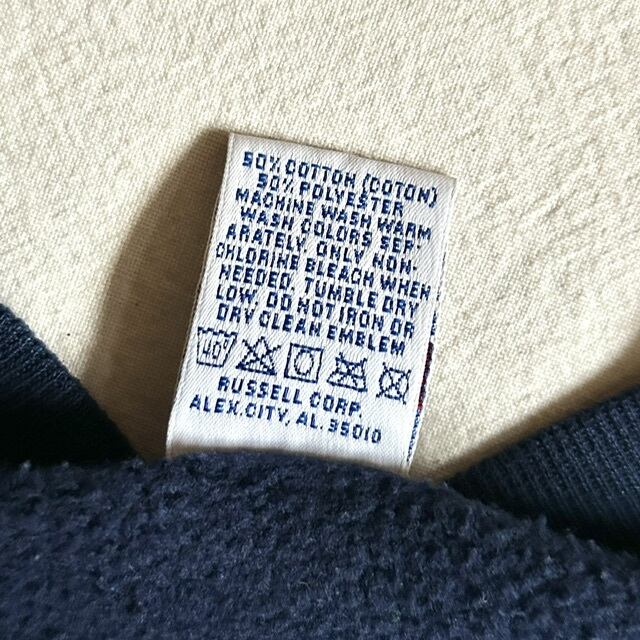 50% COTTON (COTON)
50% POLYESTER
MACHINE WASH WARM
WASH COLORS SEP-
ARATELY. ONLY NON-
CHLORINE BLEACH WHEN
NEEDED. TUMBLE DRY
LOW. DO NOT IRON OR
DRY CLEAN EMBLEM
40°
RUSSELL CORP.
ALEX.CITY, AL. 35010